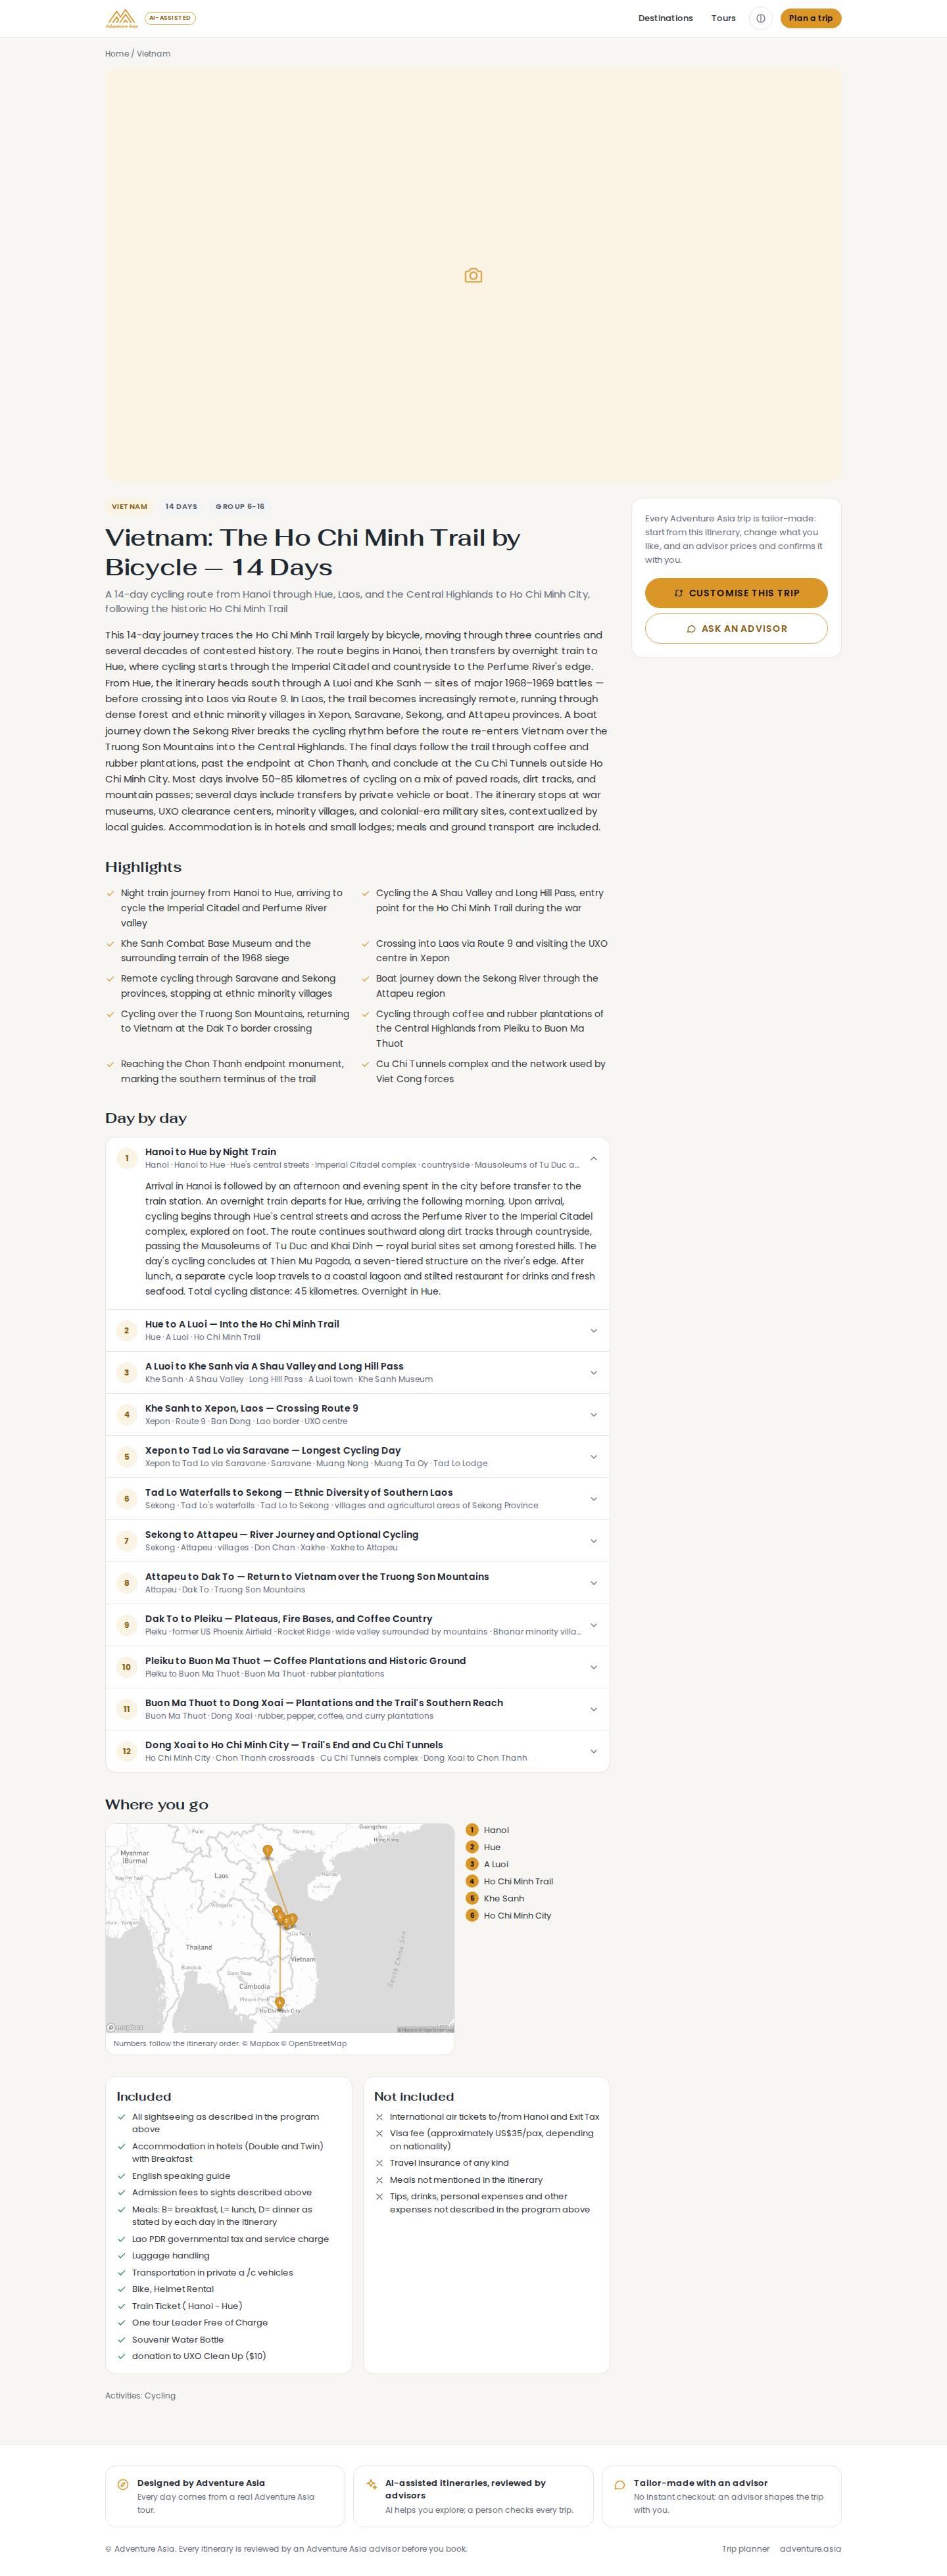 Adventure Asia
AI-ASSISTED
Destinations
Tours
Plan a trip
Home / Vietnam
VIETNAM
14 DAYS
GROUP 6-16
Vietnam: The Ho Chi Minh Trail by
Bicycle — 14 Days
A 14-day cycling route from Hanoi through Hue, Laos, and the Central Highlands to Ho Chi Minh City,
following the historic Ho Chi Minh Trail
This 14-day journey traces the Ho Chi Minh Trail largely by bicycle, moving through three countries and
several decades of contested history. The route begins in Hanoi, then transfers by overnight train to
Hue, where cycling starts through the Imperial Citadel and countryside to the Perfume River's edge.
From Hue, the itinerary heads south through A Luoi and Khe Sanh — sites of major 1968–1969 battles —
before crossing into Laos via Route 9. In Laos, the trail becomes increasingly remote, running through
dense forest and ethnic minority villages in Xepon, Saravane, Sekong, and Attapeu provinces. A boat
journey down the Sekong River breaks the cycling rhythm before the route re-enters Vietnam over the
Truong Son Mountains into the Central Highlands. The final days follow the trail through coffee and
rubber plantations, past the endpoint at Chon Thanh, and conclude at the Cu Chi Tunnels outside Ho
Chi Minh City. Most days involve 50–85 kilometres of cycling on a mix of paved roads, dirt tracks, and
mountain passes; several days include transfers by private vehicle or boat. The itinerary stops at war
museums, UXO clearance centers, minority villages, and colonial-era military sites, contextualized by
local guides. Accommodation is in hotels and small lodges; meals and ground transport are included.
Every Adventure Asia trip is tailor-made:
start from this itinerary, change what you
like, and an advisor prices and confirms it
with you.
CUSTOMISE THIS TRIP
ASK AN ADVISOR
Highlights
Night train journey from Hanoi to Hue, arriving to
cycle the Imperial Citadel and Perfume River
valley
Cycling the A Shau Valley and Long Hill Pass, entry
point for the Ho Chi Minh Trail during the war
Khe Sanh Combat Base Museum and the
surrounding terrain of the 1968 siege
Crossing into Laos via Route 9 and visiting the UXO
centre in Xepon
Remote cycling through Saravane and Sekong
provinces, stopping at ethnic minority villages
Boat journey down the Sekong River through the
Attapeu region
Cycling over the Truong Son Mountains, returning
to Vietnam at the Dak To border crossing
Cycling through coffee and rubber plantations of
the Central Highlands from Pleiku to Buon Ma
Thuot
Reaching the Chon Thanh endpoint monument,
marking the southern terminus of the trail
Cu Chi Tunnels complex and the network used by
Viet Cong forces
Day by day
1
Hanoi to Hue by Night Train
Hanoi · Hanoi to Hue · Hue's central streets · Imperial Citadel complex · countryside · Mausoleums of Tu Duc a...
Arrival in Hanoi is followed by an afternoon and evening spent in the city before transfer to the
train station. An overnight train departs for Hue, arriving the following morning. Upon arrival,
cycling begins through Hue's central streets and across the Perfume River to the Imperial Citadel
complex, explored on foot. The route continues southward along dirt tracks through countryside,
passing the Mausoleums of Tu Duc and Khai Dinh — royal burial sites set among forested hills. The
day's cycling concludes at Thien Mu Pagoda, a seven-tiered structure on the river's edge. After
lunch, a separate cycle loop travels to a coastal lagoon and stilted restaurant for drinks and fresh
seafood. Total cycling distance: 45 kilometres. Overnight in Hue.
2
Hue to A Luoi — Into the Ho Chi Minh Trail
Hue · A Luoi · Ho Chi Minh Trail
3
A Luoi to Khe Sanh via A Shau Valley and Long Hill Pass
Khe Sanh · A Shau Valley · Long Hill Pass · A Luoi town · Khe Sanh Museum
4
Khe Sanh to Xepon, Laos — Crossing Route 9
Xepon · Route 9 · Ban Dong · Lao border · UXO centre
5
Xepon to Tad Lo via Saravane — Longest Cycling Day
Xepon to Tad Lo via Saravane · Saravane · Muang Nong · Muang Ta Oy · Tad Lo Lodge
6
Tad Lo Waterfalls to Sekong — Ethnic Diversity of Southern Laos
Sekong · Tad Lo's waterfalls · Tad Lo to Sekong · villages and agricultural areas of Sekong Province
7
Sekong to Attapeu — River Journey and Optional Cycling
Sekong · Attapeu · villages · Don Chan · Xakhe · Xakhe to Attapeu
8
Attapeu to Dak To — Return to Vietnam over the Truong Son Mountains
Attapeu · Dak To · Truong Son Mountains
9
Dak To to Pleiku — Plateaus, Fire Bases, and Coffee Country
Pleiku · former US Phoenix Airfield · Rocket Ridge · wide valley surrounded by mountains · Bhanar minority villa...
10
Pleiku to Buon Ma Thuot — Coffee Plantations and Historic Ground
Pleiku to Buon Ma Thuot · Buon Ma Thuot · rubber plantations
11
Buon Ma Thuot to Dong Xoai — Plantations and the Trail's Southern Reach
Buon Ma Thuot · Dong Xoai · rubber, pepper, coffee, and curry plantations
12
Dong Xoai to Ho Chi Minh City — Trail's End and Cu Chi Tunnels
Ho Chi Minh City · Chon Thanh crossroads · Cu Chi Tunnels complex · Dong Xoai to Chon Thanh
Where you go
Guangzhou
Hong Kong
Nanning
Myanmar
(Burma)
Laos
Thailand
Bangkok
Siem Reap
Vietnam
Cambodia
Ho Chi Minh City
South China Sea
mapbox
Numbers follow the itinerary order. © Mapbox © OpenStreetMap
1 Hanoi
2 Hue
3 A Luoi
4 Ho Chi Minh Trail
5 Khe Sanh
6 Ho Chi Minh City
Included
All sightseeing as described in the program
above
Accommodation in hotels (Double and Twin)
with Breakfast
English speaking guide
Admission fees to sights described above
Meals: B= breakfast, L= lunch, D= dinner as
stated by each day in the itinerary
Lao PDR governmental tax and service charge
Luggage handling
Transportation in private a /c vehicles
Bike, Helmet Rental
Train Ticket ( Hanoi - Hue)
One tour Leader Free of Charge
Souvenir Water Bottle
donation to UXO Clean Up ($10)
Not included
International air tickets to/from Hanoi and Exit Tax
Visa fee (approximately US$35/pax, depending
on nationality)
Travel insurance of any kind
Meals not mentioned in the itinerary
Tips, drinks, personal expenses and other
expenses not described in the program above
Activities: Cycling
Designed by Adventure Asia
Every day comes from a real Adventure Asia
tour.
AI-assisted itineraries, reviewed by
advisors
AI helps you explore; a person checks every trip.
Tailor-made with an advisor
No instant checkout: an advisor shapes the trip
with you.
© Adventure Asia. Every itinerary is reviewed by an Adventure Asia advisor before you book.
Trip planner
adventure.asia